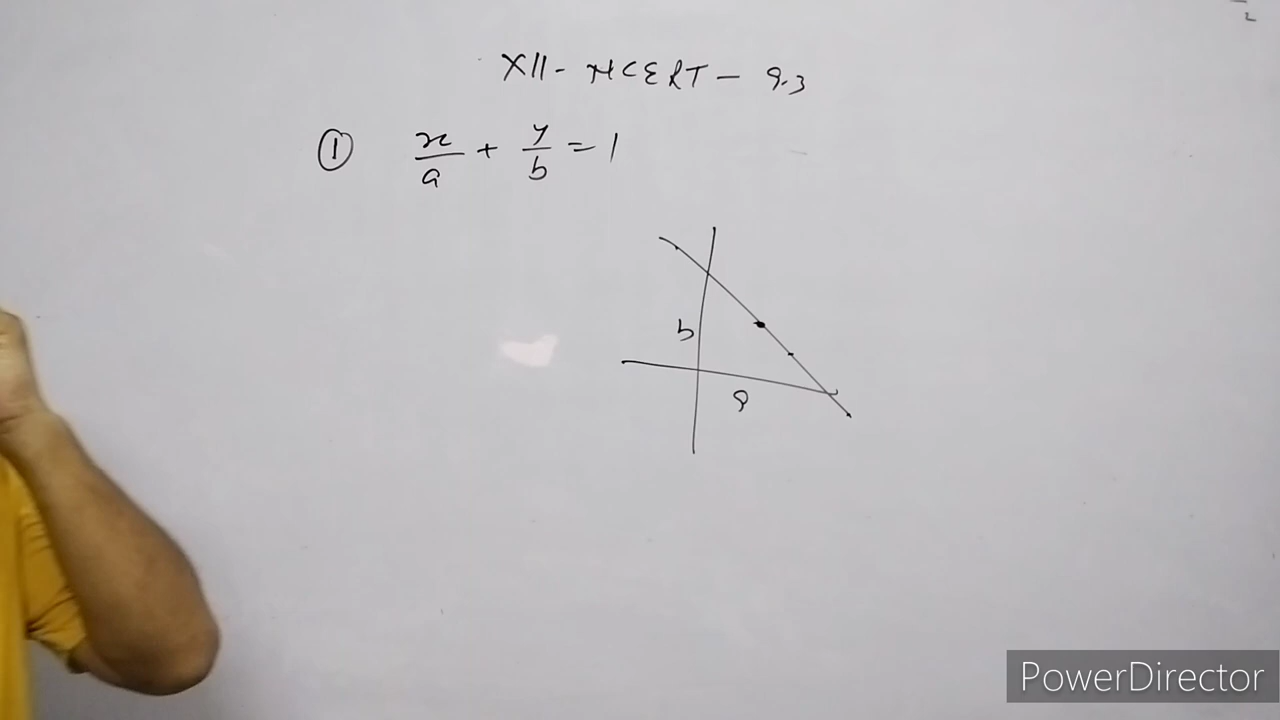 XII - NCERT - 9.3
① x/a + y/b = 1
b
a
PowerDirector